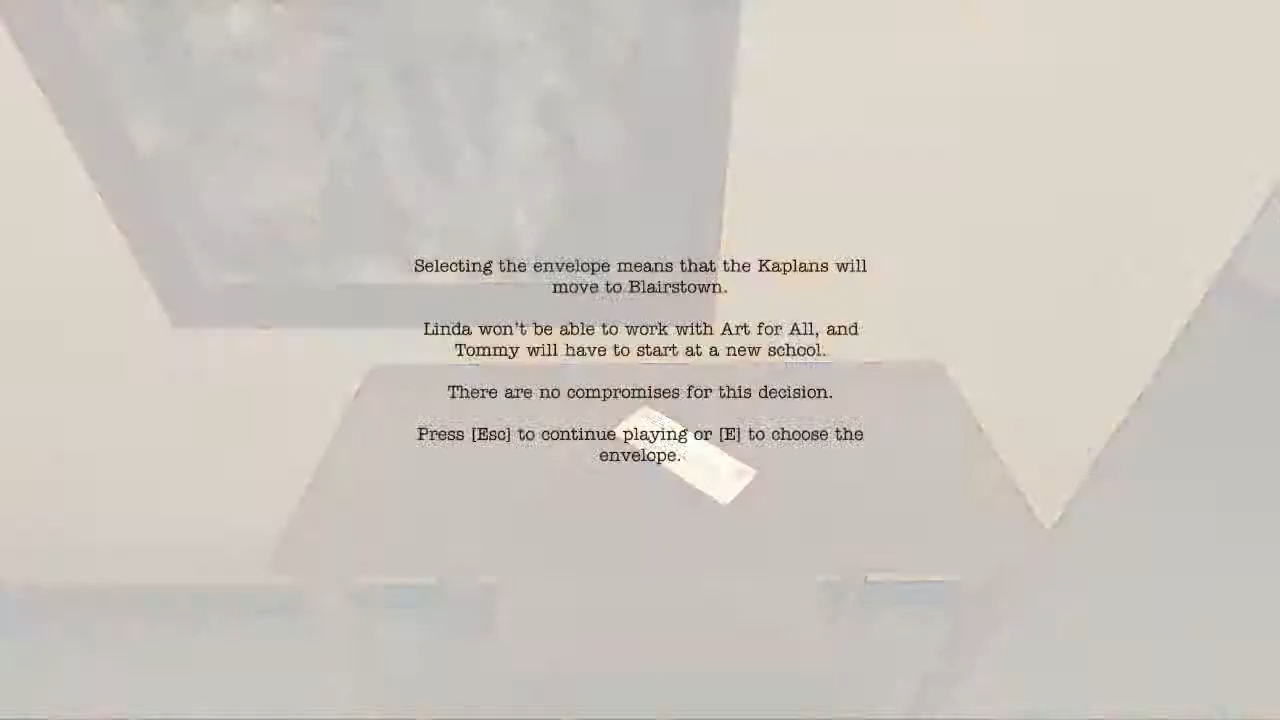 Selecting the envelope means that the Kaplans will
move to Blairstown.
Linda won't be able to work with Art for All, and
Tommy will have to start at a new school.
There are no compromises for this decision.
Press [Esc] to continue playing or [E] to choose the
envelope.